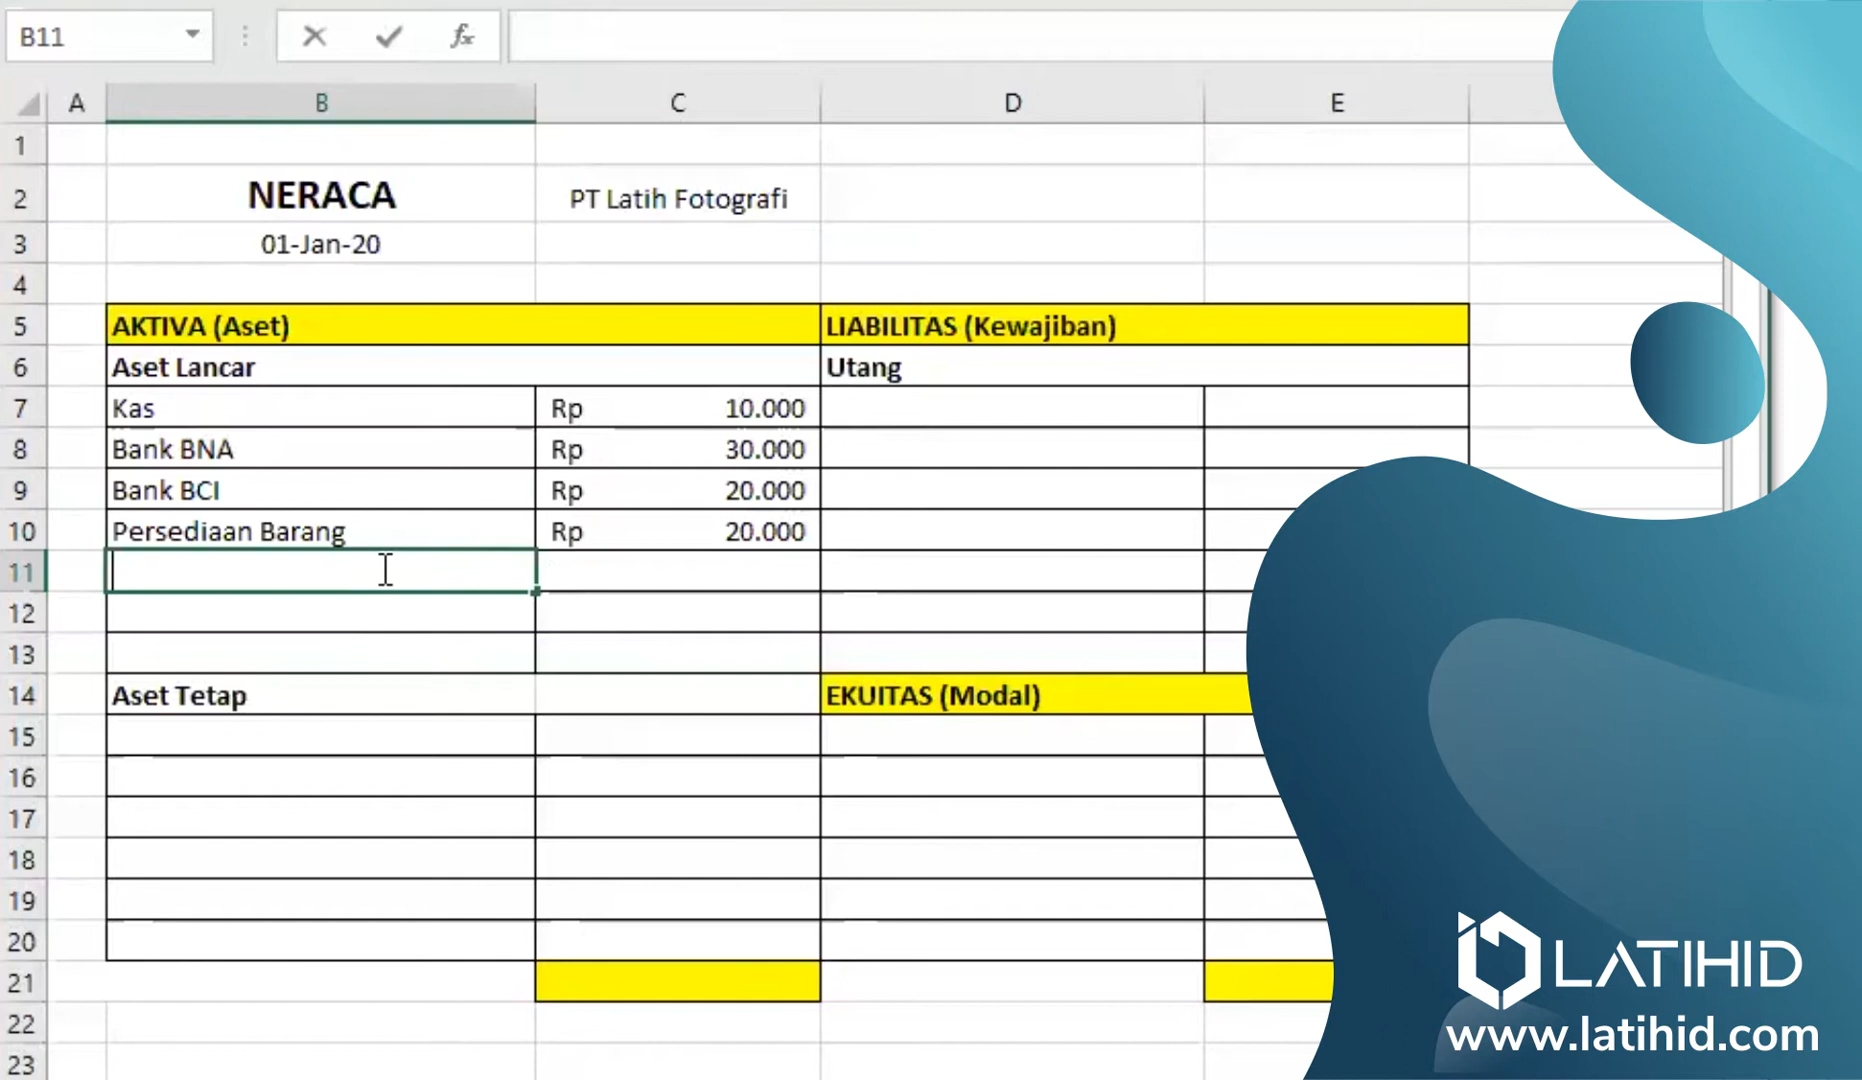 B11 fx
A B C D E
1
2 NERACA PT Latih Fotografi
3 01-Jan-20
4
5 AKTIVA (Aset) LIABILITAS (Kewajiban)
6 Aset Lancar Utang
7 Kas Rp 10.000
8 Bank BNA Rp 30.000
9 Bank BCI Rp 20.000
10 Persediaan Barang Rp 20.000
11
12
13
14 Aset Tetap EKUITAS (Modal)
15
16
17
18
19
20
21
22
23
LATIHID
www.latihid.com